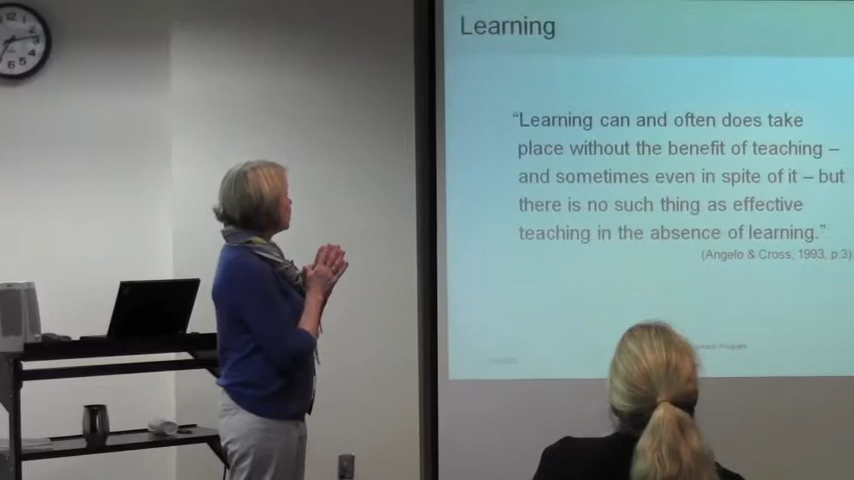 Learning
“Learning can and often does take
place without the benefit of teaching –
and sometimes even in spite of it – but
there is no such thing as effective
teaching in the absence of learning.”
(Angelo & Cross, 1993, p.3)